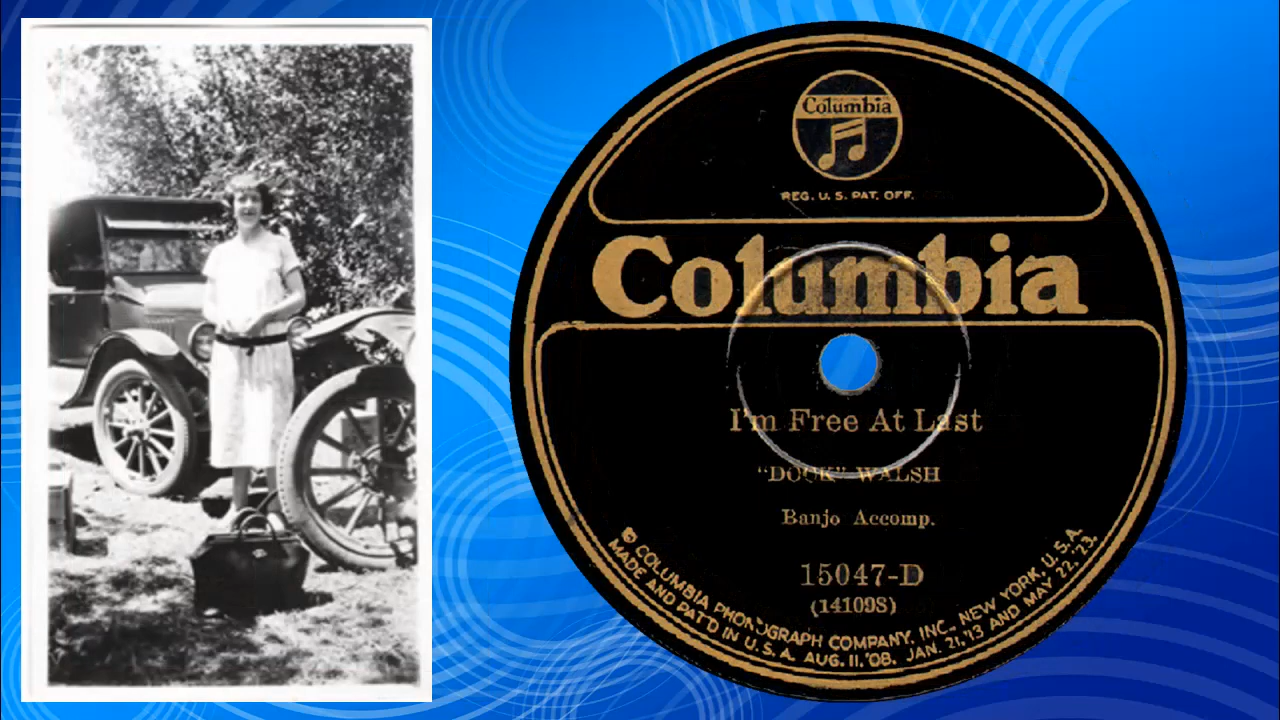 Columbia
REG. U. S. PAT. OFF.
Columbia
I'm Free At Last
"DOCK" WALSH
Banjo Accomp.
15047-D
(141098)
© COLUMBIA PHONOGRAPH COMPANY, INC., NEW YORK, U.S.A.
MADE AND PAT'D IN U. S. A. AUG. 11, '08. JAN. 21, '13 AND MAY 22, '23.